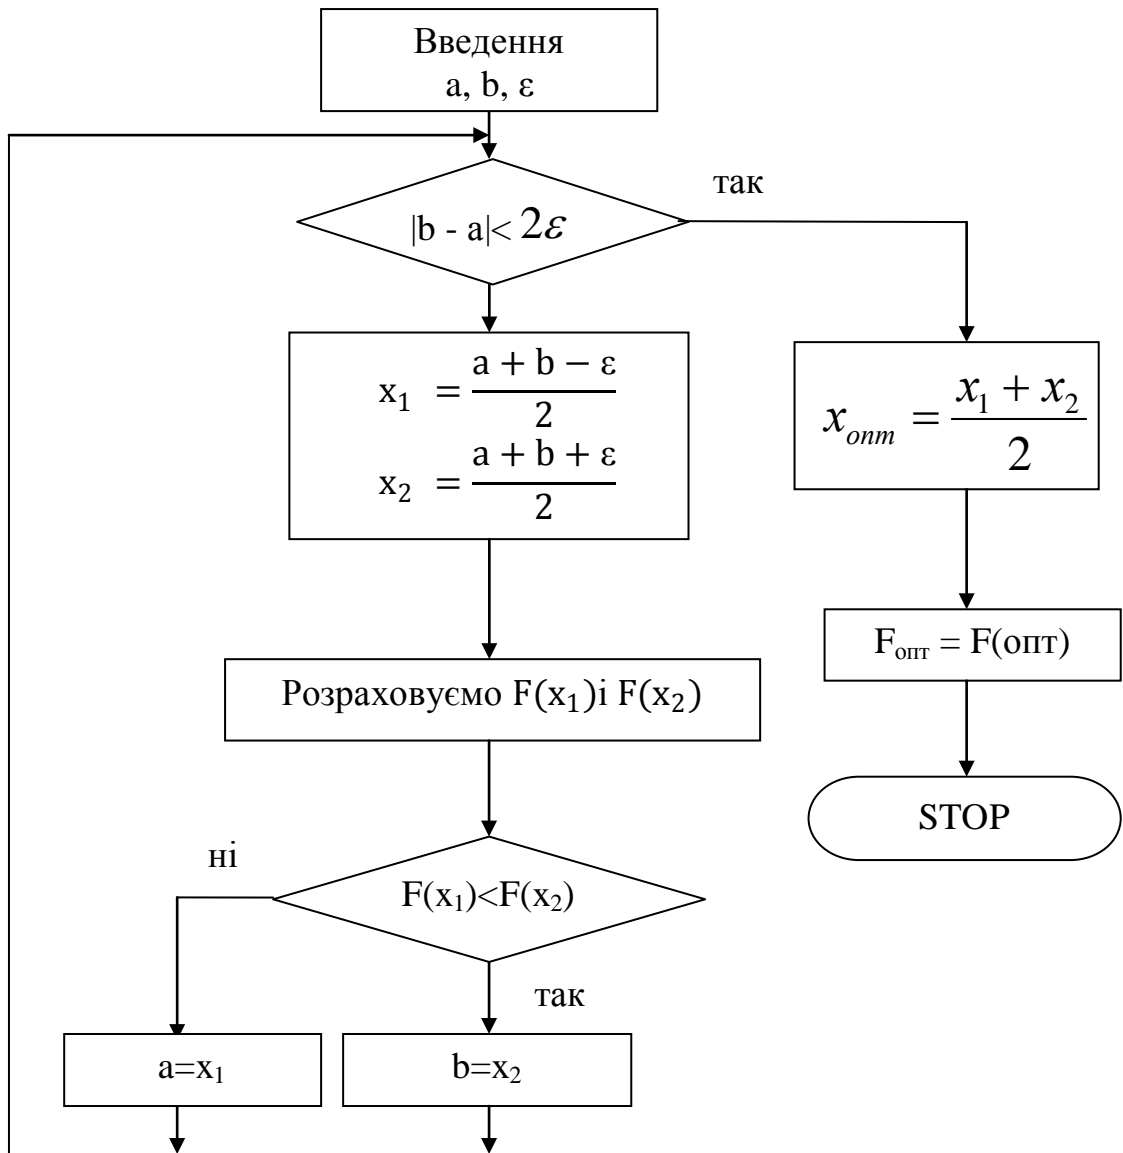 Введення
a, b, ε
так
|b - a|< 2ε
x₁ = (a + b − ε)/2
x₂ = (a + b + ε)/2
xₒₙₘ = (x₁ + x₂)/2
Fопт = F(опт)
Розраховуємо F(x₁)і F(x₂)
STOP
ні
F(x₁)<F(x₂)
так
a=x₁
b=x₂